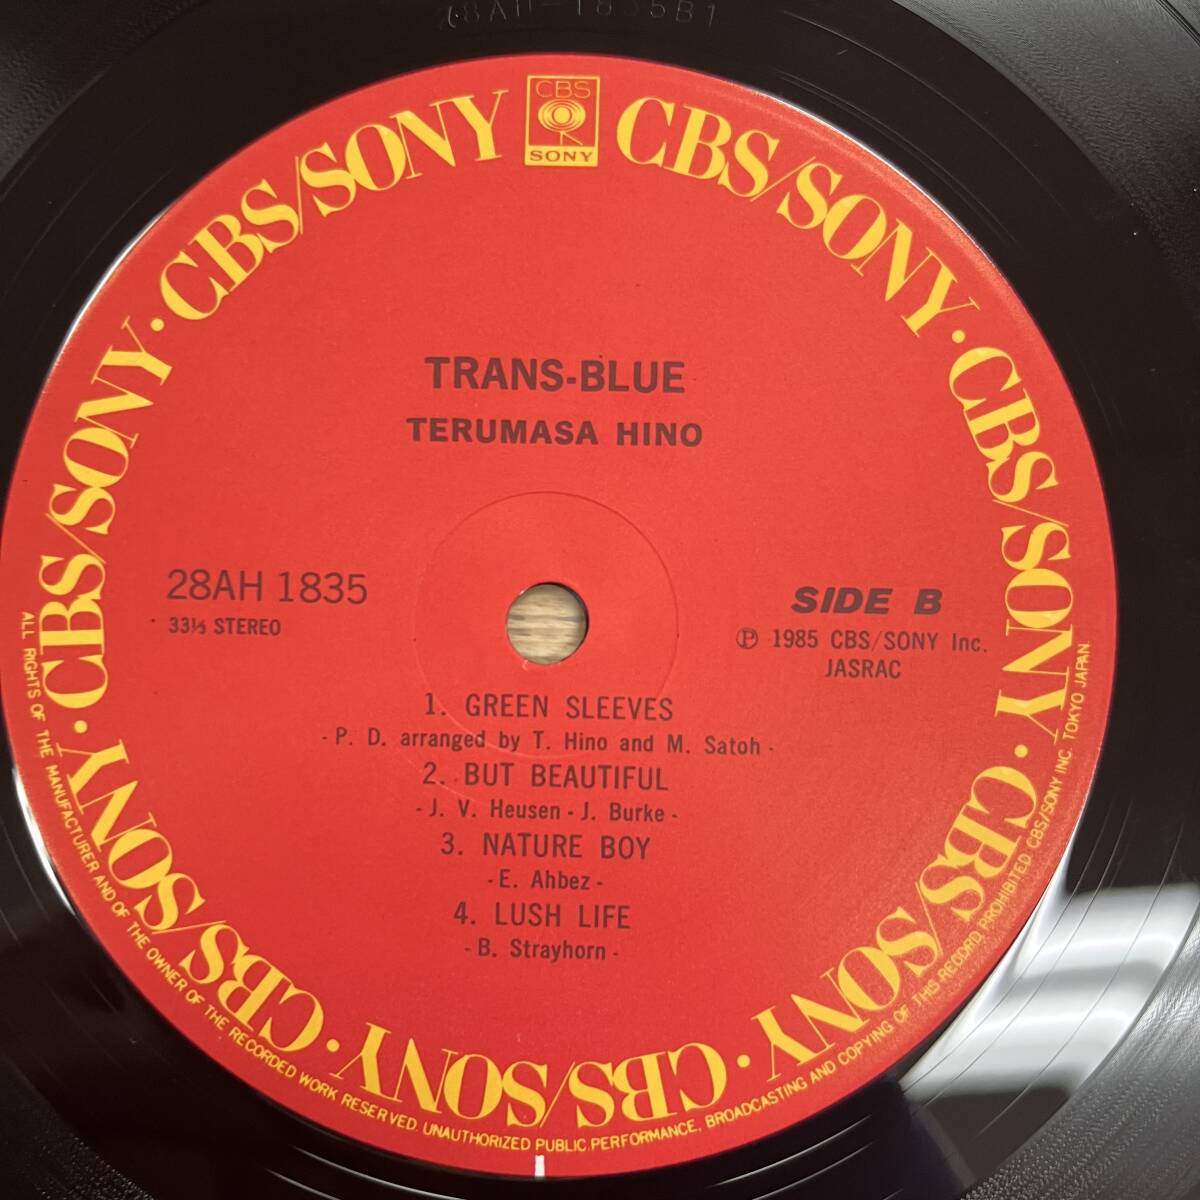 28AH-1835B1
CBS
SONY
CBS/SONY · CBS/SONY · CBS/SONY · CBS/SONY · CBS/SONY · CBS/SONY · CBS/SONY · CBS/SONY
TRANS-BLUE
TERUMASA HINO
28AH 1835
33⅓ STEREO
SIDE B
Ⓟ 1985 CBS/SONY Inc.
JASRAC
1. GREEN SLEEVES
- P. D. arranged by T. Hino and M. Satoh -
2. BUT BEAUTIFUL
- J. V. Heusen - J. Burke -
3. NATURE BOY
- E. Ahbez -
4. LUSH LIFE
- B. Strayhorn -
ALL RIGHTS OF THE MANUFACTURER AND OF THE OWNER OF THE RECORDED WORK RESERVED. UNAUTHORIZED PUBLIC PERFORMANCE, BROADCASTING AND COPYING OF THIS RECORD PROHIBITED CBS/SONY INC. TOKYO JAPAN.